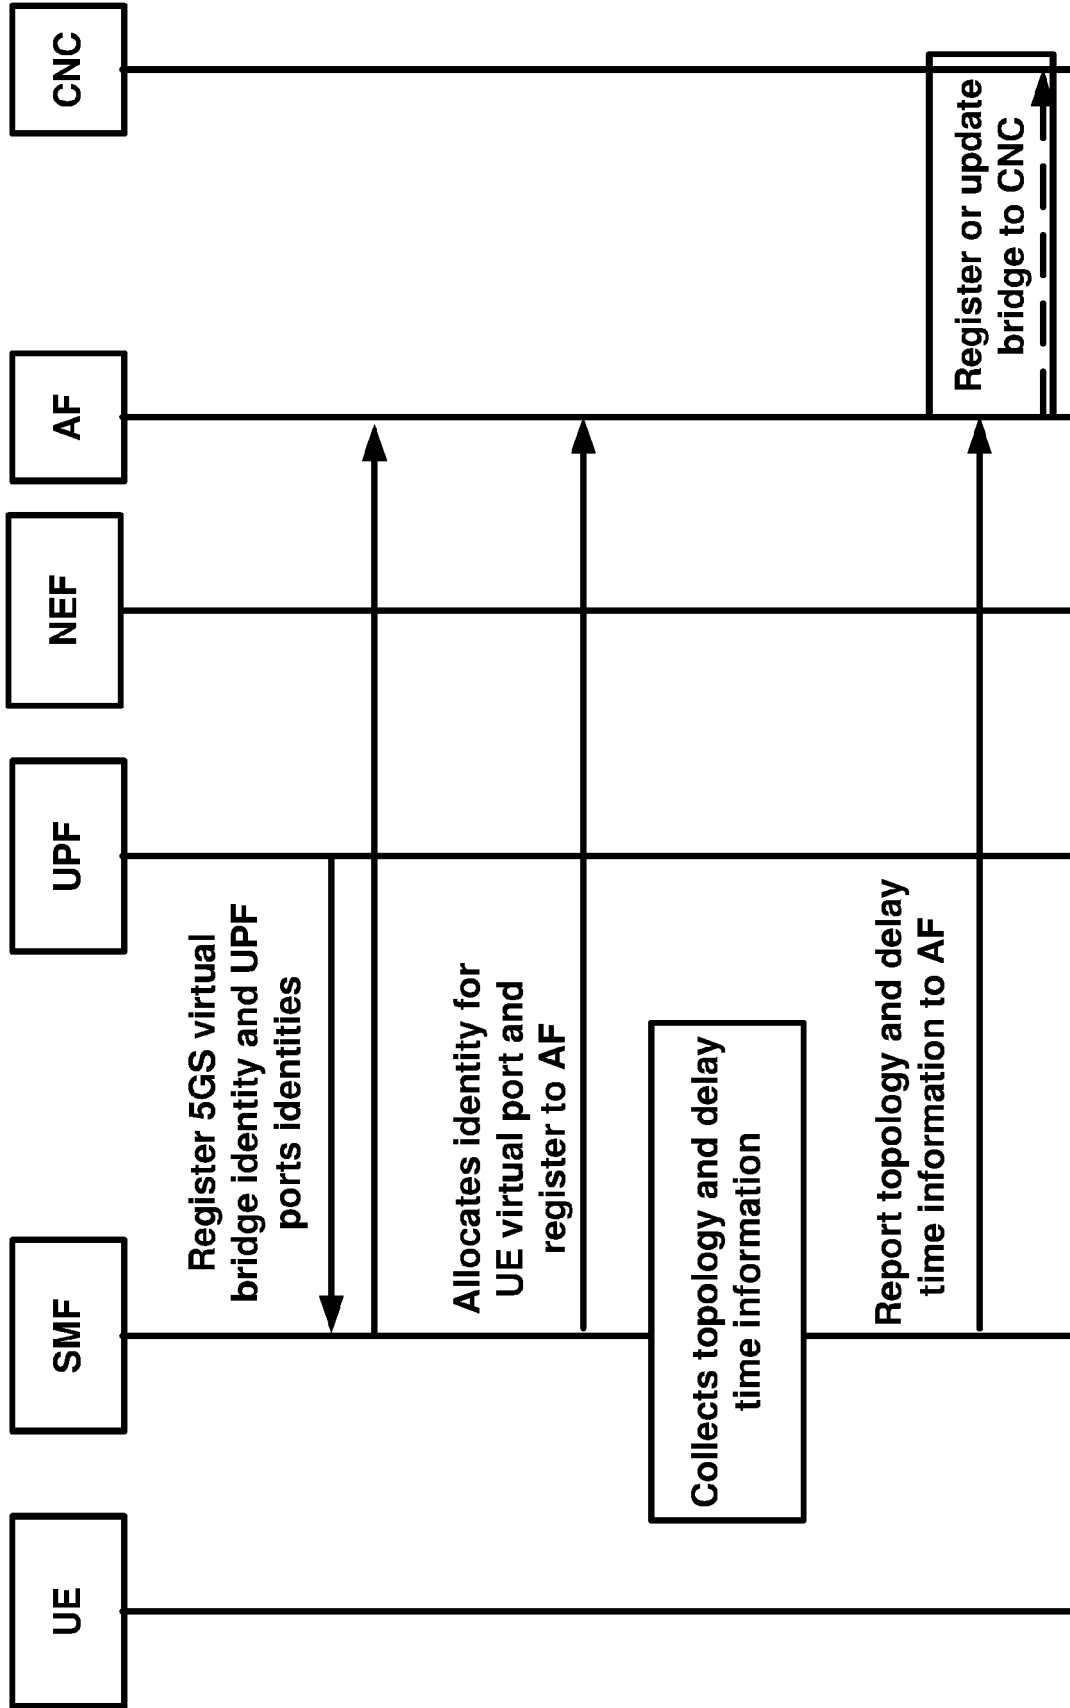 UE
SMF
UPF
NEF
AF
CNC
Register 5GS virtual
bridge identity and UPF
ports identities
Allocates identity for
UE virtual port and
register to AF
Collects topology and delay
time information
Report topology and delay
time information to AF
Register or update
bridge to CNC